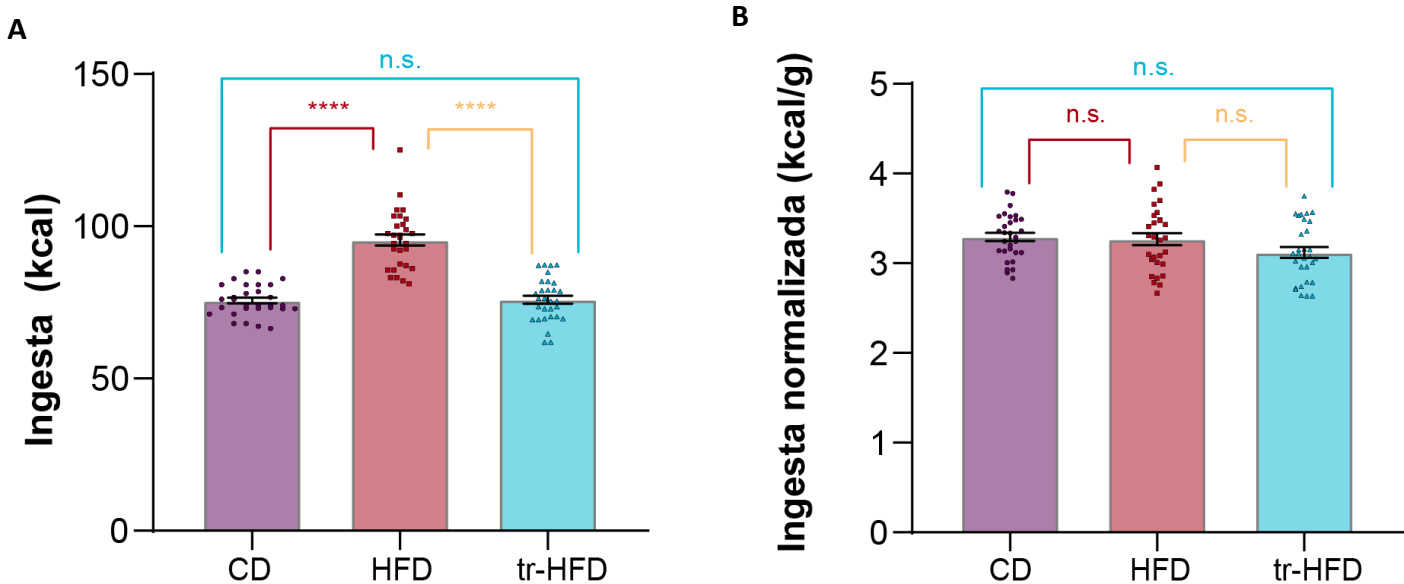 A
Ingesta (kcal)
150
100
50
0
n.s.
****
****
CD
HFD
tr-HFD
B
Ingesta normalizada (kcal/g)
5
4
3
2
1
0
n.s.
n.s.
n.s.
CD
HFD
tr-HFD